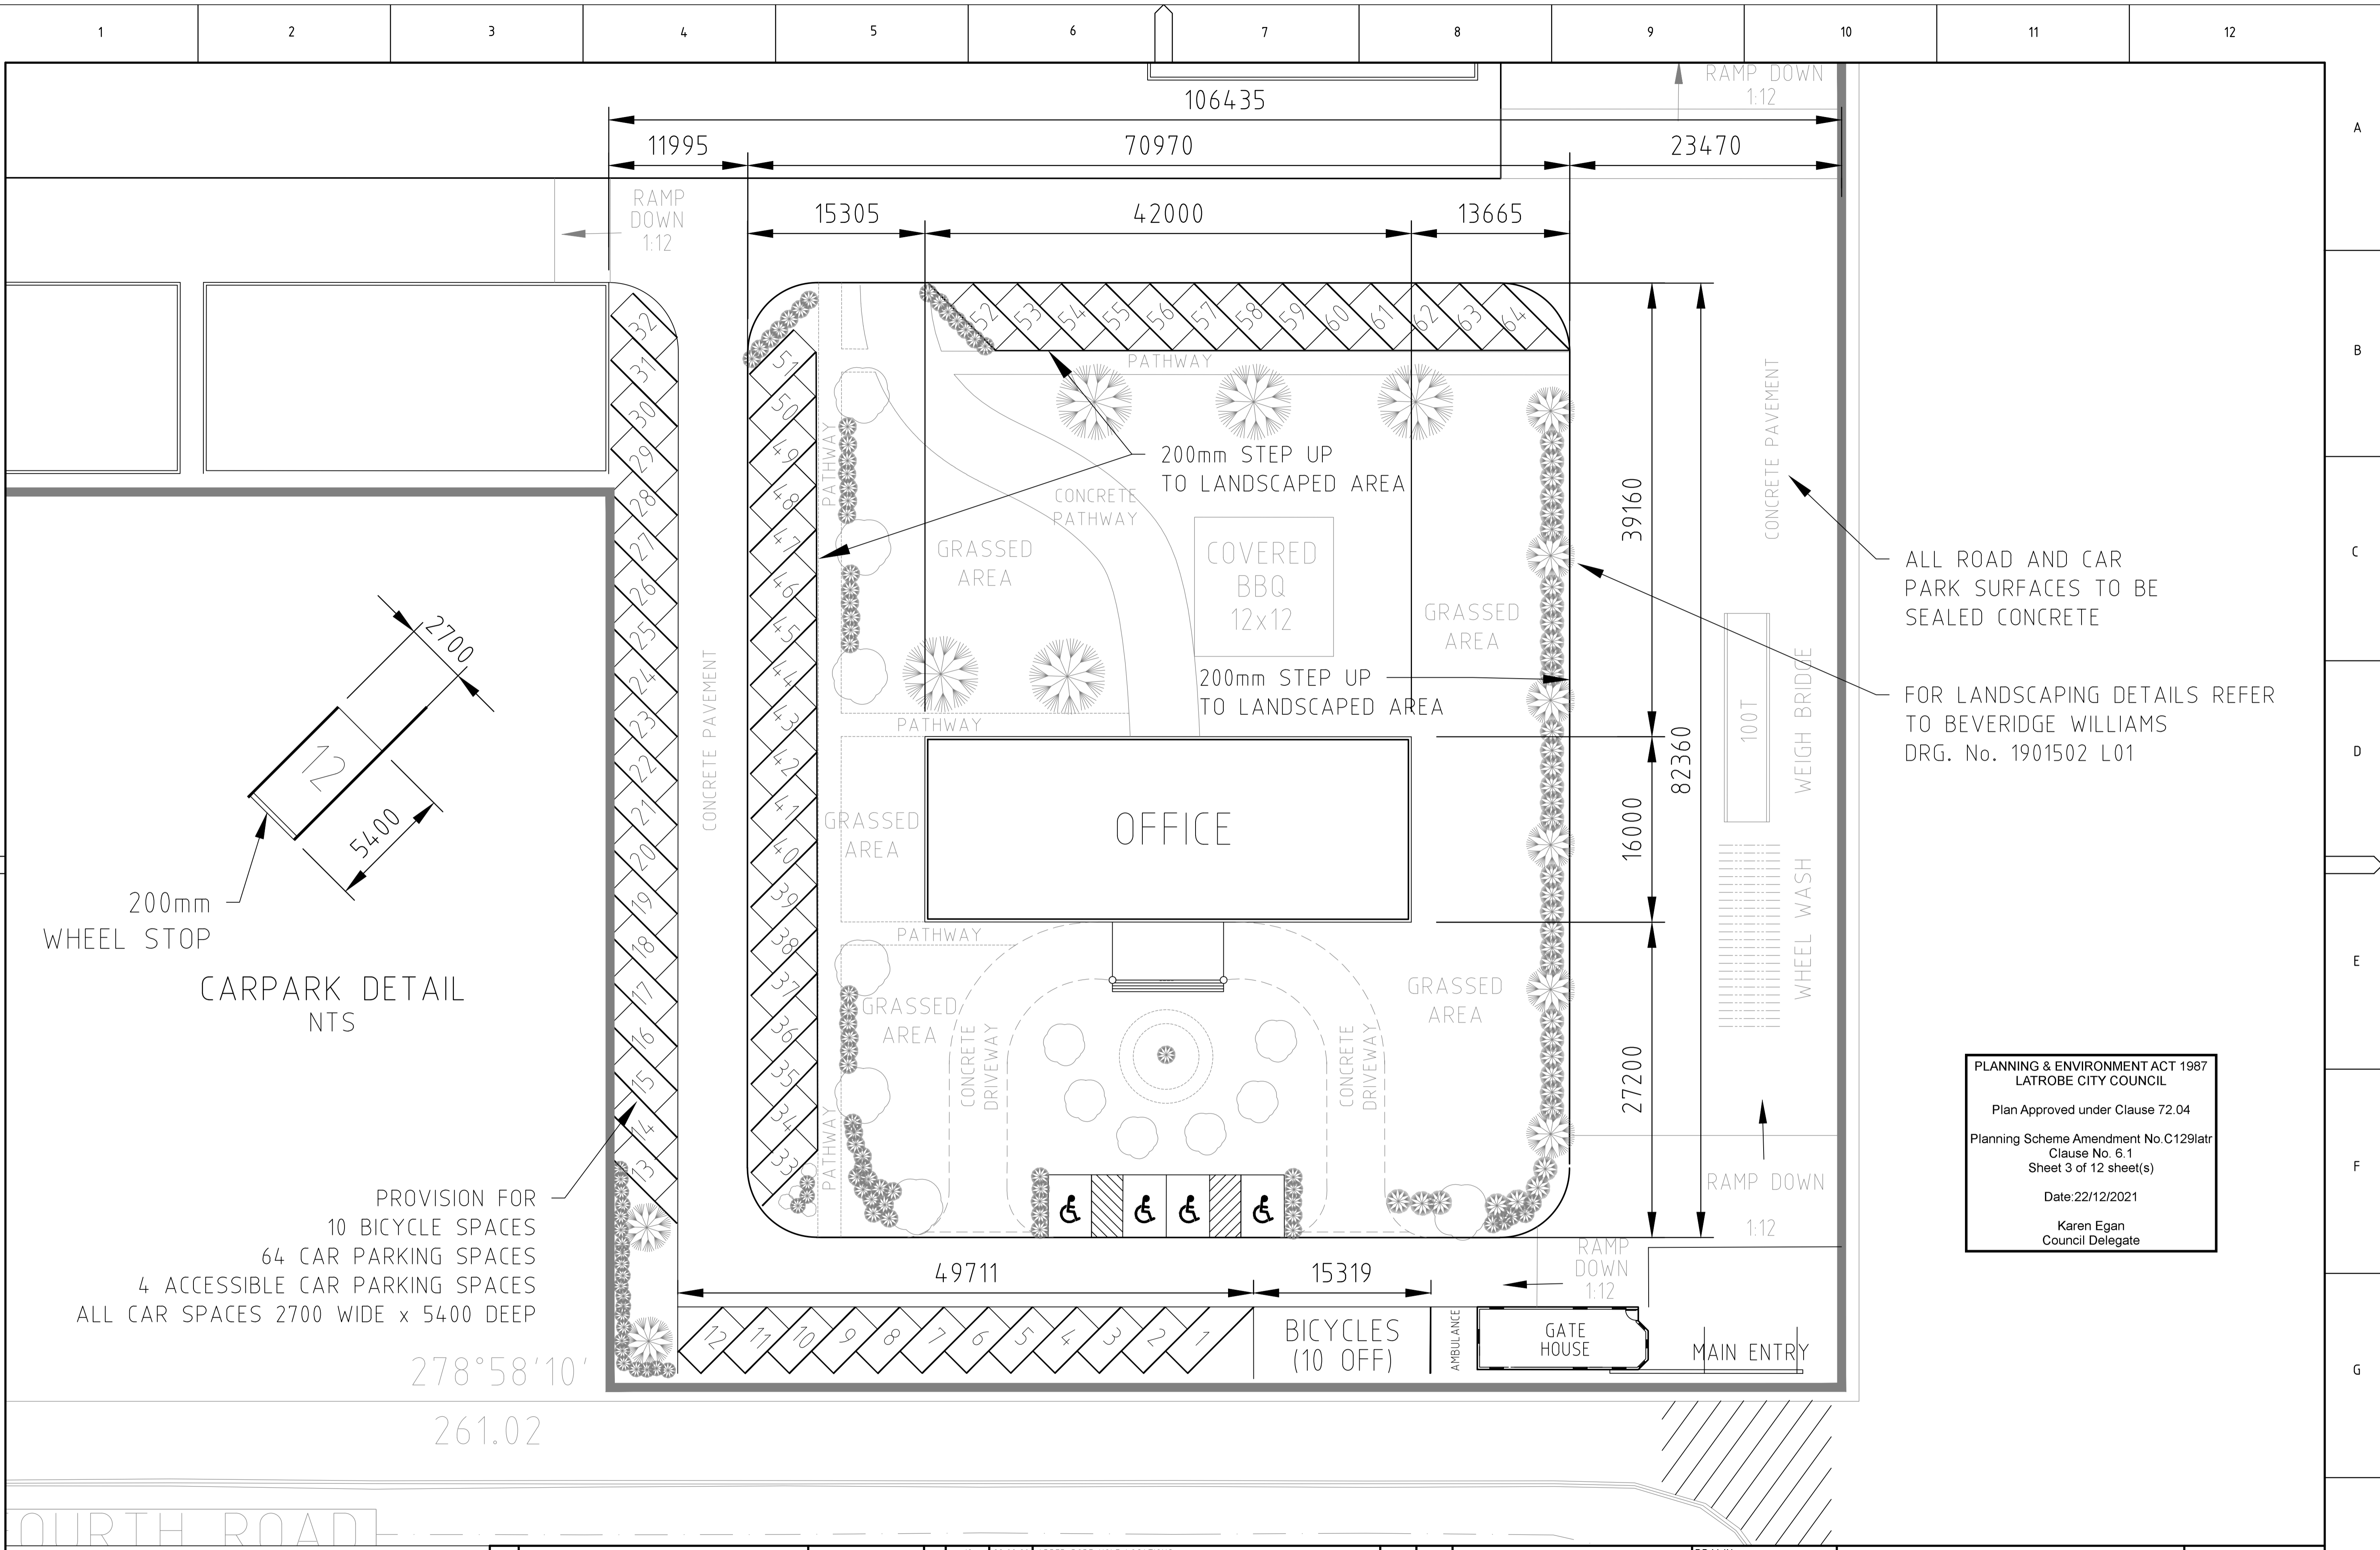 1
2
3
4
5
6
7
8
9
10
11
12
A
B
C
D
E
F
G
RAMP DOWN
1:12
106435
11995
70970
23470
RAMP
DOWN
1:12
15305
42000
13665
32
31
30
29
28
27
26
25
24
23
22
21
20
19
18
17
16
15
14
13
51
50
49
48
47
46
45
44
43
42
41
40
39
38
37
36
35
34
33
52
53
54
55
56
57
58
59
60
61
62
63
64
PATHWAY
PATHWAY
200mm STEP UP
TO LANDSCAPED AREA
CONCRETE
PATHWAY
GRASSED
AREA
COVERED
BBQ
12x12
GRASSED
AREA
200mm STEP UP
TO LANDSCAPED AREA
PATHWAY
CONCRETE PAVEMENT
GRASSED
AREA
OFFICE
PATHWAY
GRASSED
AREA
GRASSED
AREA
CONCRETE
DRIVEWAY
CONCRETE
DRIVEWAY
PATHWAY
39160
82360
16000
27200
CONCRETE PAVEMENT
100T
WEIGH BRIDGE
WHEEL WASH
RAMP DOWN
1:12
ALL ROAD AND CAR
PARK SURFACES TO BE
SEALED CONCRETE
FOR LANDSCAPING DETAILS REFER
TO BEVERIDGE WILLIAMS
DRG. No. 1901502 L01
2700
12
5400
200mm
WHEEL STOP
CARPARK DETAIL
NTS
PROVISION FOR
10 BICYCLE SPACES
64 CAR PARKING SPACES
4 ACCESSIBLE CAR PARKING SPACES
ALL CAR SPACES 2700 WIDE x 5400 DEEP
PLANNING & ENVIRONMENT ACT 1987
LATROBE CITY COUNCIL
Plan Approved under Clause 72.04
Planning Scheme Amendment No.C129latr
Clause No. 6.1
Sheet 3 of 12 sheet(s)
Date:22/12/2021
Karen Egan
Council Delegate
49711
15319
RAMP
DOWN
1:12
12
11
10
9
8
7
6
5
4
3
2
1
BICYCLES
(10 OFF)
AMBULANCE
GATE
HOUSE
MAIN ENTRY
278°58'10'
261.02
OURTH ROAD